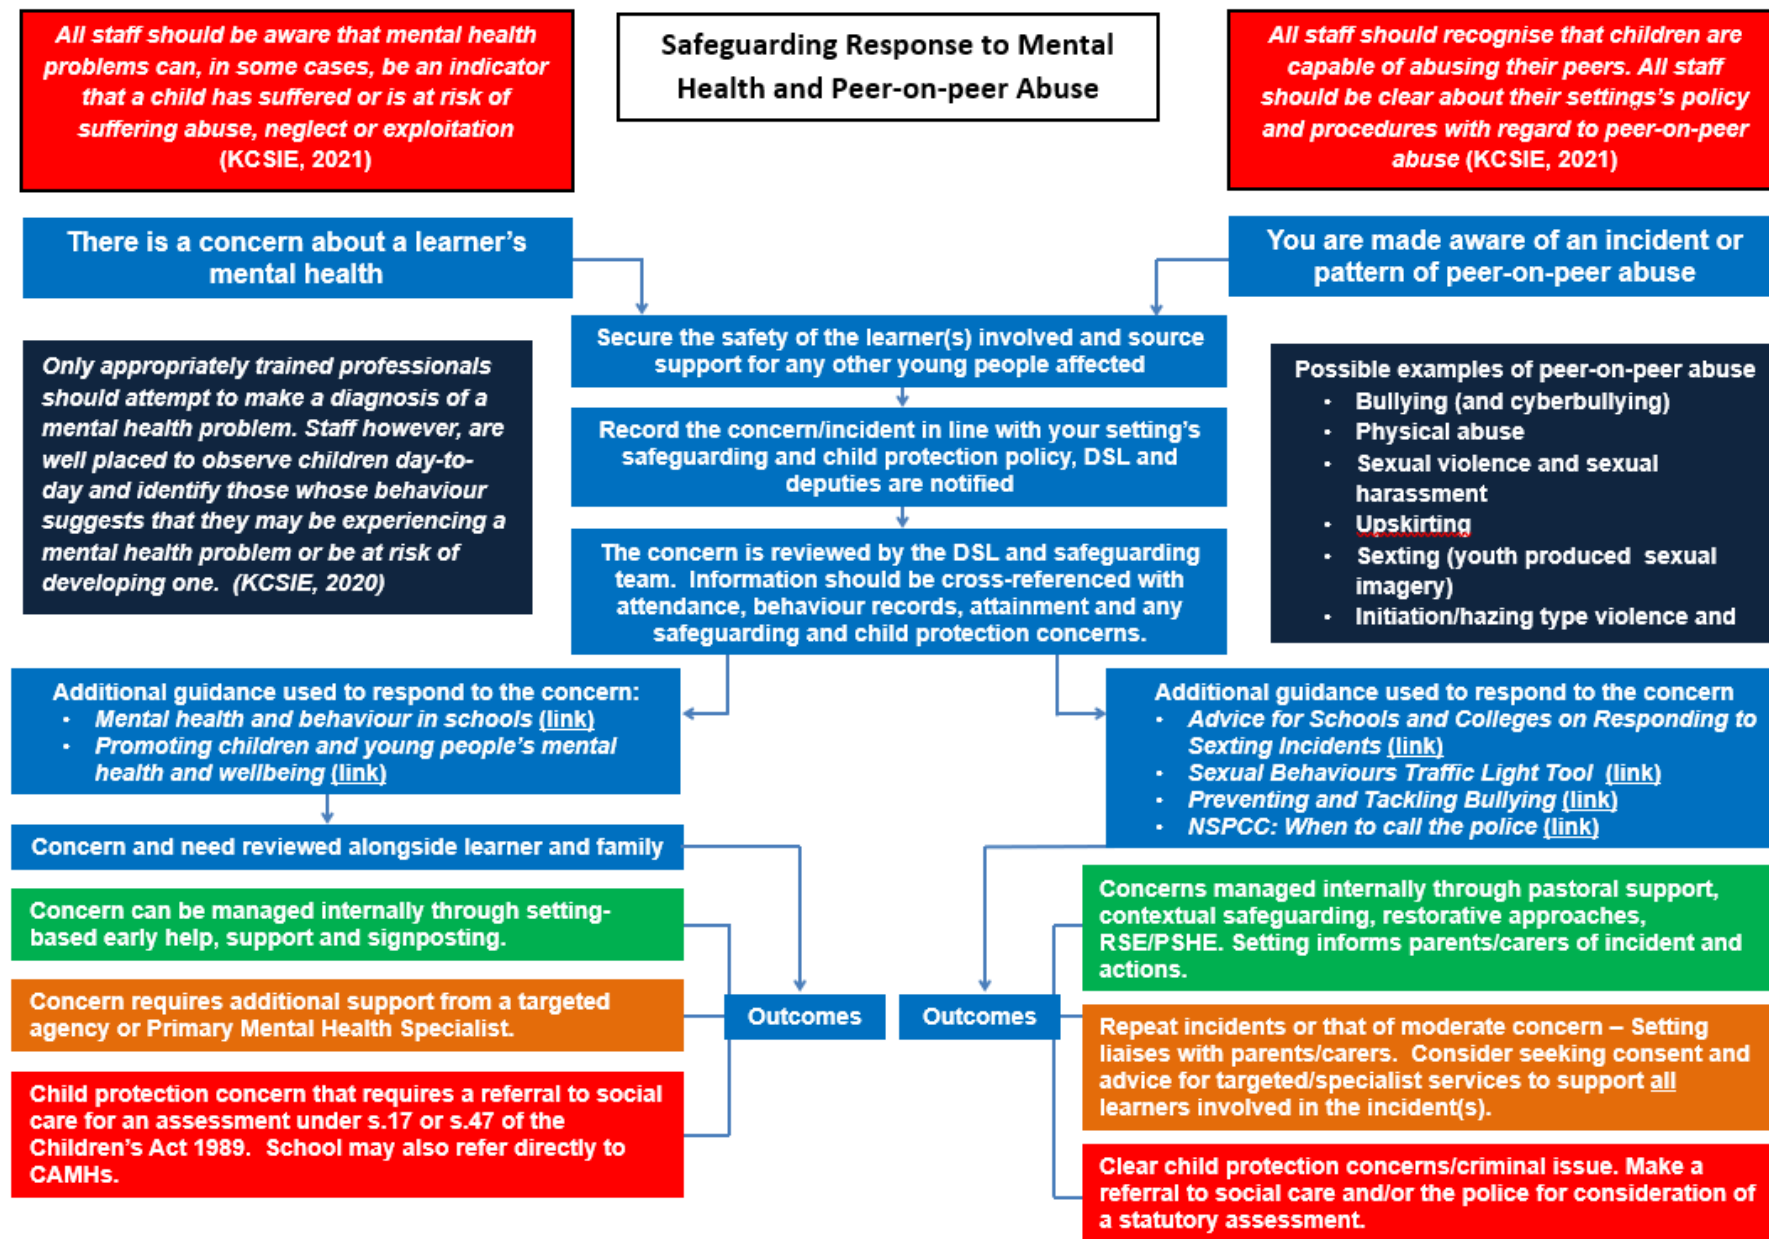 All staff should be aware that mental health
problems can, in some cases, be an indicator
that a child has suffered or is at risk of
suffering abuse, neglect or exploitation
(KCSIE, 2021)
Safeguarding Response to Mental
Health and Peer-on-peer Abuse
All staff should recognise that children are
capable of abusing their peers. All staff
should be clear about their settings's policy
and procedures with regard to peer-on-peer
abuse (KCSIE, 2021)
There is a concern about a learner's
mental health
You are made aware of an incident or
pattern of peer-on-peer abuse
Secure the safety of the learner(s) involved and source
support for any other young people affected
Only appropriately trained professionals
should attempt to make a diagnosis of a
mental health problem. Staff however, are
well placed to observe children day-to-
day and identify those whose behaviour
suggests that they may be experiencing a
mental health problem or be at risk of
developing one. (KCSIE, 2020)
Record the concern/incident in line with your setting's
safeguarding and child protection policy, DSL and
deputies are notified
The concern is reviewed by the DSL and safeguarding
team. Information should be cross-referenced with
attendance, behaviour records, attainment and any
safeguarding and child protection concerns.
Possible examples of peer-on-peer abuse
• Bullying (and cyberbullying)
• Physical abuse
• Sexual violence and sexual
harassment
• Upskirting
• Sexting (youth produced sexual
imagery)
• Initiation/hazing type violence and
Additional guidance used to respond to the concern:
• Mental health and behaviour in schools (link)
• Promoting children and young people's mental
health and wellbeing (link)
Additional guidance used to respond to the concern
• Advice for Schools and Colleges on Responding to
Sexting Incidents (link)
• Sexual Behaviours Traffic Light Tool (link)
• Preventing and Tackling Bullying (link)
• NSPCC: When to call the police (link)
Concern and need reviewed alongside learner and family
Concern can be managed internally through setting-
based early help, support and signposting.
Concern requires additional support from a targeted
agency or Primary Mental Health Specialist.
Child protection concern that requires a referral to social
care for an assessment under s.17 or s.47 of the
Children's Act 1989. School may also refer directly to
CAMHs.
Outcomes
Outcomes
Concerns managed internally through pastoral support,
contextual safeguarding, restorative approaches,
RSE/PSHE. Setting informs parents/carers of incident and
actions.
Repeat incidents or that of moderate concern – Setting
liaises with parents/carers. Consider seeking consent and
advice for targeted/specialist services to support all
learners involved in the incident(s).
Clear child protection concerns/criminal issue. Make a
referral to social care and/or the police for consideration of
a statutory assessment.